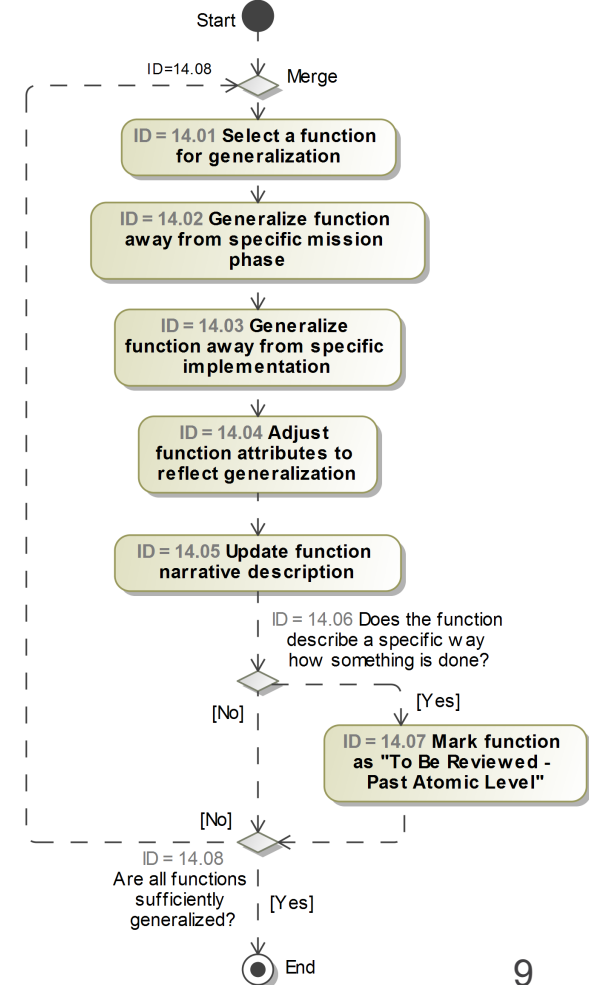 Start
ID=14.08
Merge
ID = 14.01 Select a function
for generalization
ID = 14.02 Generalize function
away from specific mission
phase
ID = 14.03 Generalize
function away from specific
implementation
ID = 14.04 Adjust
function attributes to
reflect generalization
ID = 14.05 Update function
narrative description
ID = 14.06 Does the function
describe a specific way
how something is done?
[Yes]
[No]
ID = 14.07 Mark function
as "To Be Reviewed -
Past Atomic Level"
[No]
ID = 14.08
Are all functions
sufficiently
generalized?
[Yes]
End
9